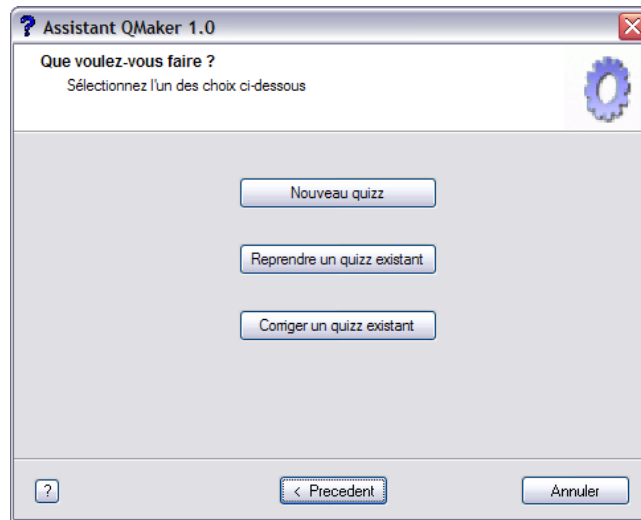 ? Assistant QMaker 1.0
Que voulez-vous faire ?
Sélectionnez l'un des choix ci-dessous
Nouveau quizz
Reprendre un quizz existant
Corriger un quizz existant
?
< Precedent
Annuler